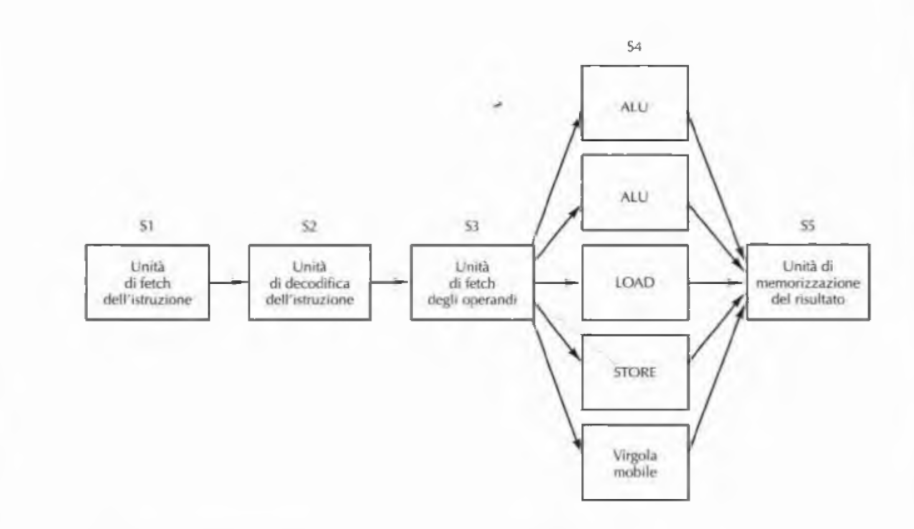 S4
ALU
ALU
S1
S2
S3
S5
Unità
di fetch
dell'istruzione
Unità
di decodifica
dell'istruzione
Unità
di fetch
degli operandi
LOAD
Unità di
memorizzazione
del risultato
STORE
Virgola
mobile